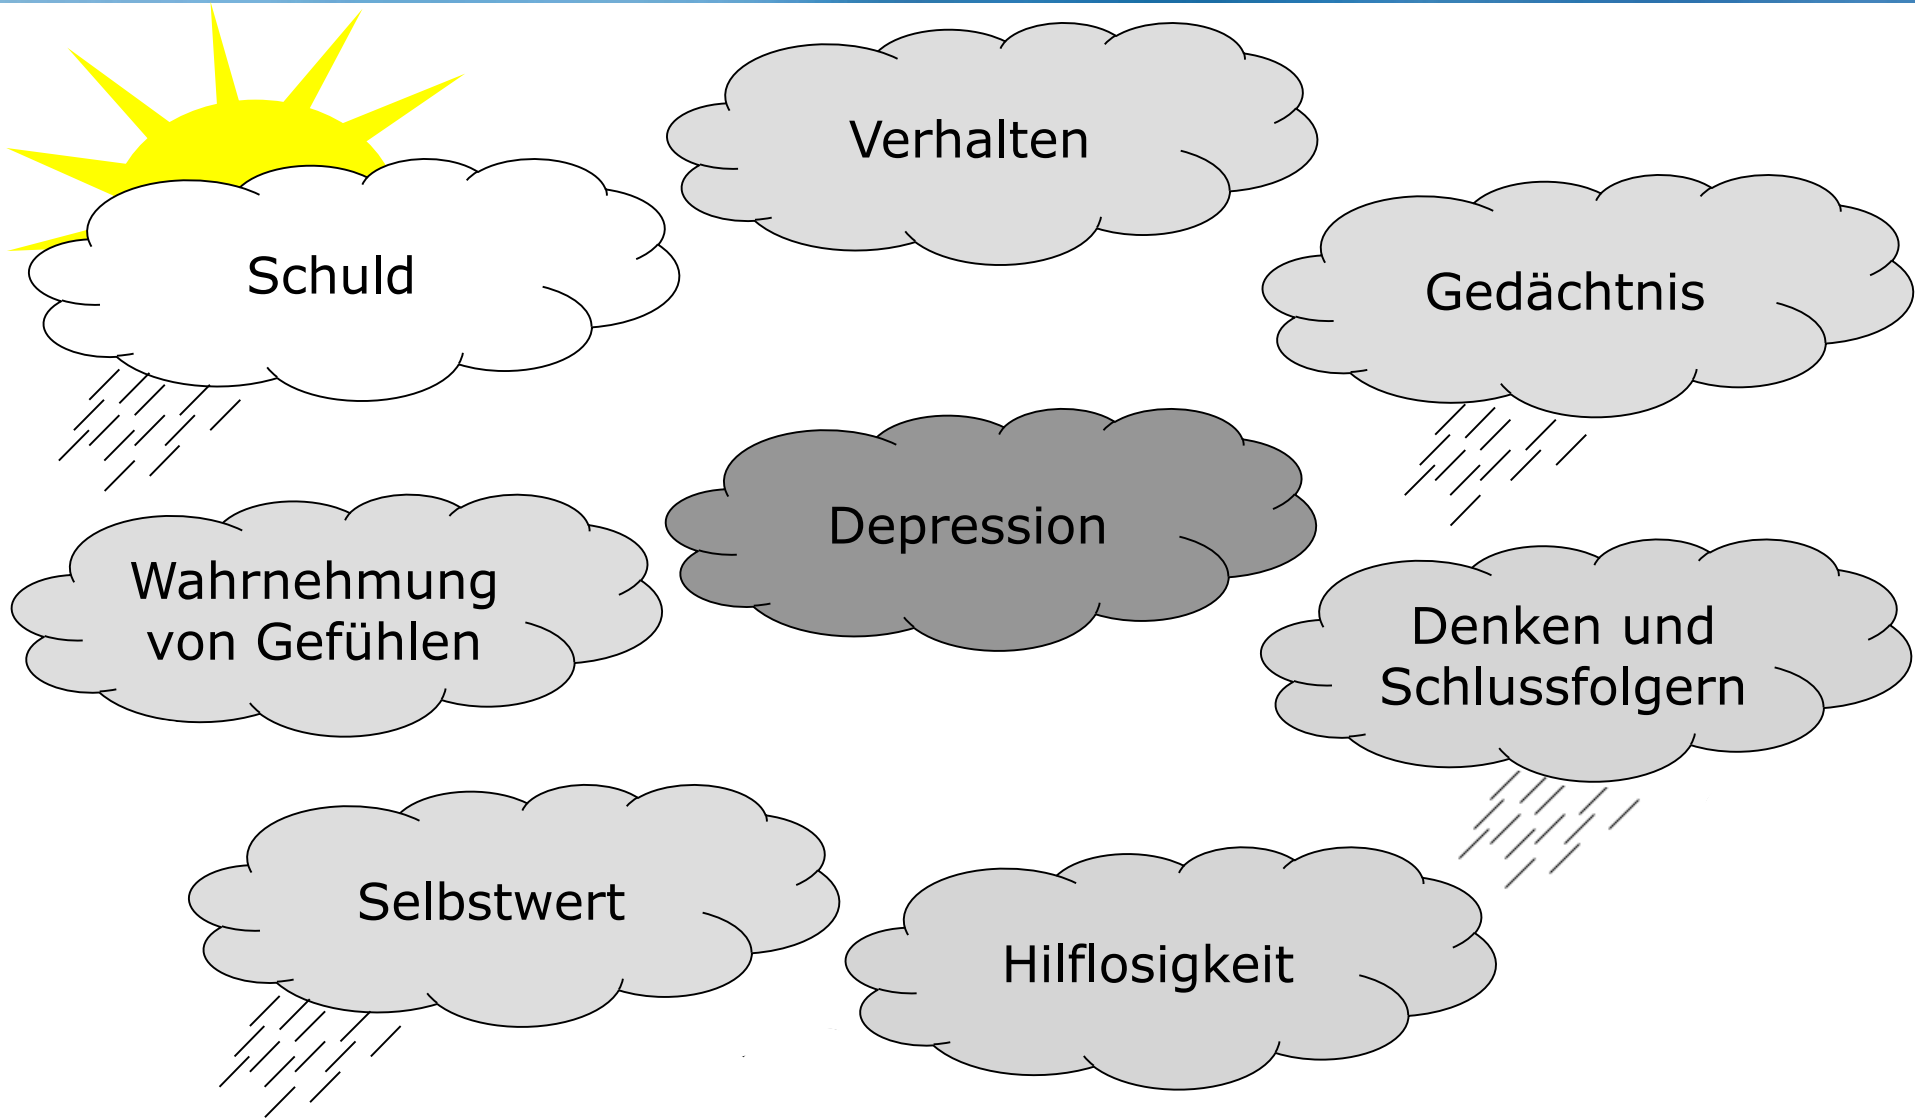 Verhalten
Schuld
Gedächtnis
Depression
Wahrnehmung
von Gefühlen
Denken und
Schlussfolgern
Selbstwert
Hilflosigkeit